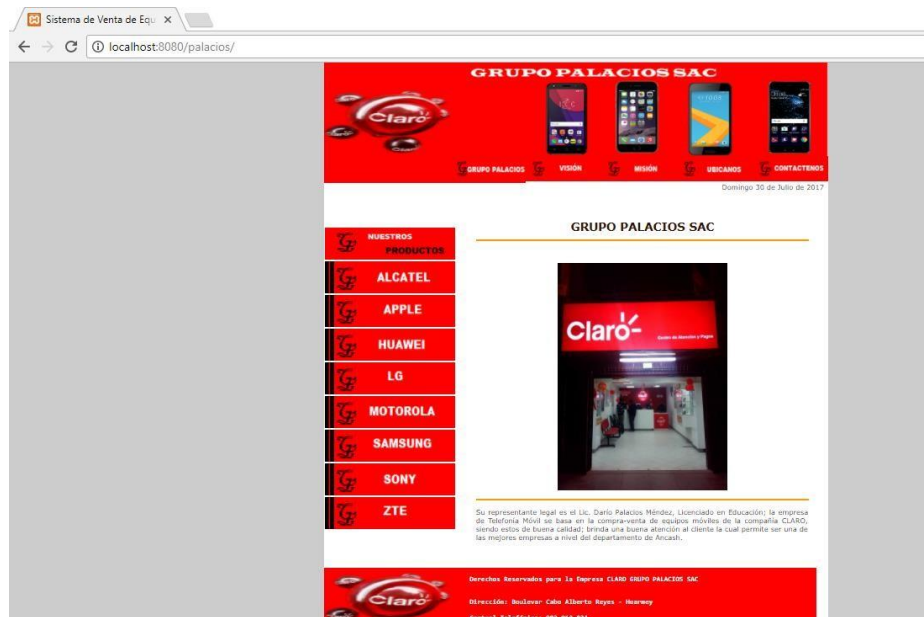 Sistema de Venta de Equ
localhost:8080/palacios/
GRUPO PALACIOS SAC
Claro
GRUPO PALACIOS
VISIÓN
MISIÓN
UBICANOS
CONTACTENOS
Domingo 30 de Julio de 2017
NUESTROS
PRODUCTOS
ALCATEL
APPLE
HUAWEI
LG
MOTOROLA
SAMSUNG
SONY
ZTE
GRUPO PALACIOS SAC
Claro
Centro de Atención y Pagos
Su representante legal es el Lic. Darío Palacios Méndez, Licenciado en Educación; la empresa
de Telefonía Móvil se basa en la compra-venta de equipos móviles de la compañía CLARO,
siendo estos de buena calidad; brinda una buena atención al cliente la cual permite ser una de
las mejores empresas a nivel del departamento de Ancash.
Claro
Derechos Reservados para la Empresa CLARO GRUPO PALACIOS SAC
Dirección: Boulevar Cabo Alberto Reyes - Huarmey